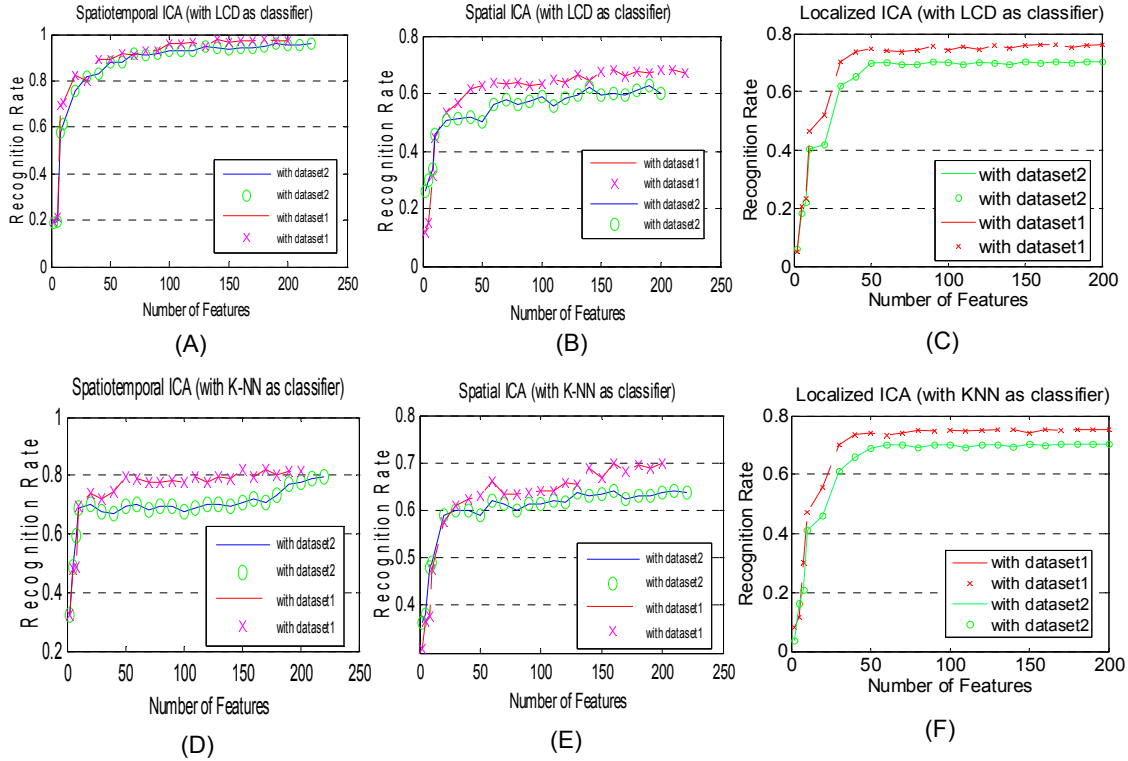 Spatiotemporal ICA (with LCD as classifier)
Recognition Rate
1
0.8
0.6
0.4
0.2
0
0 50 100 150 200 250
Number of Features
with dataset2
with dataset2
with dataset1
with dataset1
(A)
Spatial ICA (with LCD as classifier)
Recognition Rate
0.8
0.6
0.4
0.2
0
0 50 100 150 200 250
Number of Features
with dataset1
with dataset1
with dataset2
with dataset2
(B)
Localized ICA (with LCD as classifier)
Recognition Rate
0.8
0.6
0.4
0.2
0
0 50 100 150 200
Number of Features
with dataset2
with dataset2
with dataset1
with dataset1
(C)
Spatiotemporal ICA (with K-NN as classifier)
Recognition Rate
1
0.8
0.6
0.4
0.2
0 50 100 150 200 250
Number of Features
with dataset2
with dataset2
with dataset1
with dataset1
(D)
Spatial ICA (with K-NN as classifier)
Recognition Rate
0.8
0.7
0.6
0.5
0.4
0 50 100 150 200 250
Number of Features
with dataset2
with dataset2
with dataset1
with dataset1
(E)
Localized ICA (with KNN as classifier)
Recognition Rate
0.8
0.6
0.4
0.2
0
0 50 100 150 200
Number of Features
with dataset1
with dataset1
with dataset2
with dataset2
(F)